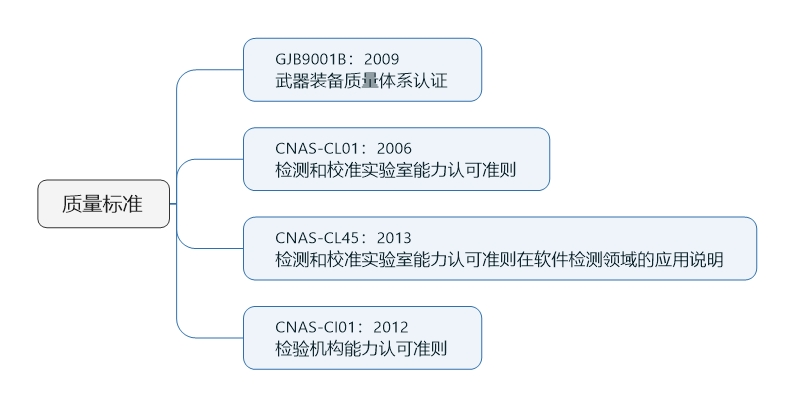 质量标准
GJB9001B：2009
武器装备质量体系认证
CNAS-CL01：2006
检测和校准实验室能力认可准则
CNAS-CL45：2013
检测和校准实验室能力认可准则在软件检测领域的应用说明
CNAS-CI01：2012
检验机构能力认可准则